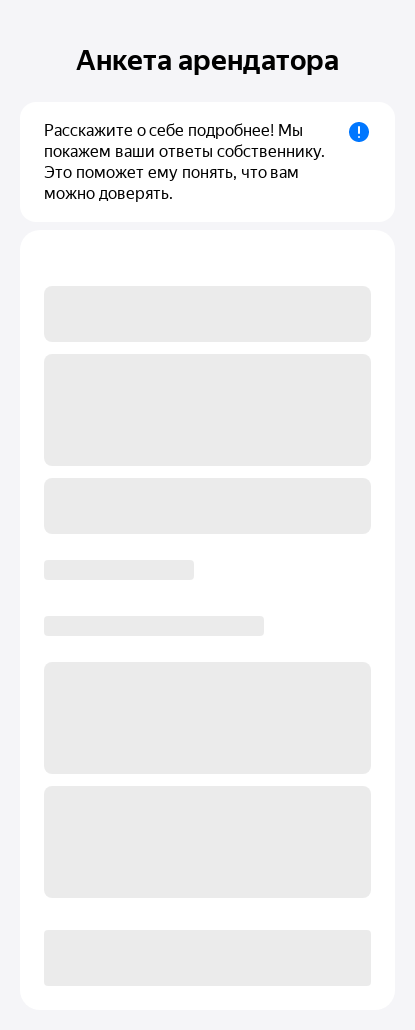 Анкета арендатора
Расскажите о себе подробнее! Мы
покажем ваши ответы собственнику.
Это поможет ему понять, что вам
можно доверять.